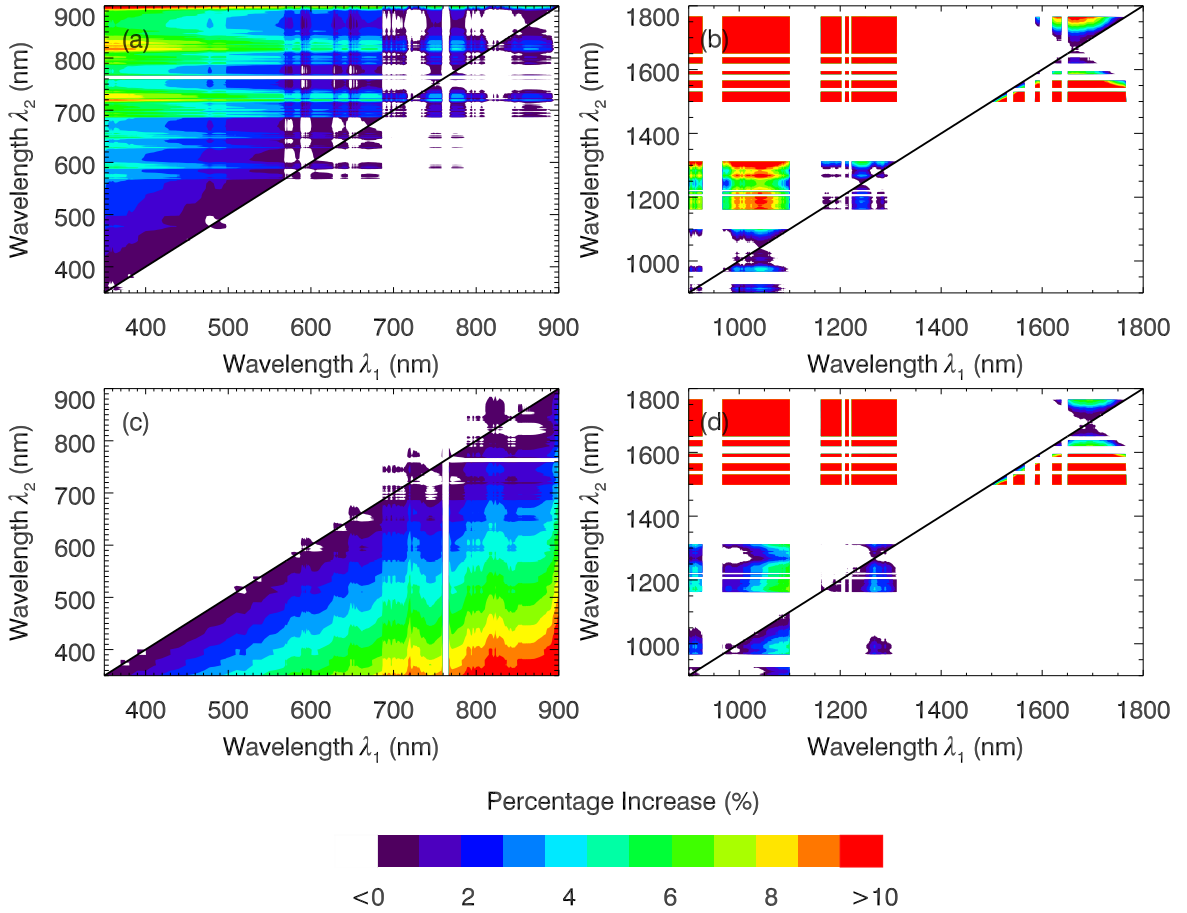 900
800
700
600
500
400
Wavelength λ2 (nm)
(a)
400 500 600 700 800 900
Wavelength λ1 (nm)
1800
1600
1400
1200
1000
Wavelength λ2 (nm)
(b)
1000 1200 1400 1600 1800
Wavelength λ1 (nm)
900
800
700
600
500
400
Wavelength λ2 (nm)
(c)
400 500 600 700 800 900
Wavelength λ1 (nm)
1800
1600
1400
1200
1000
Wavelength λ2 (nm)
(d)
1000 1200 1400 1600 1800
Wavelength λ1 (nm)
Percentage Increase (%)
<0 2 4 6 8 >10